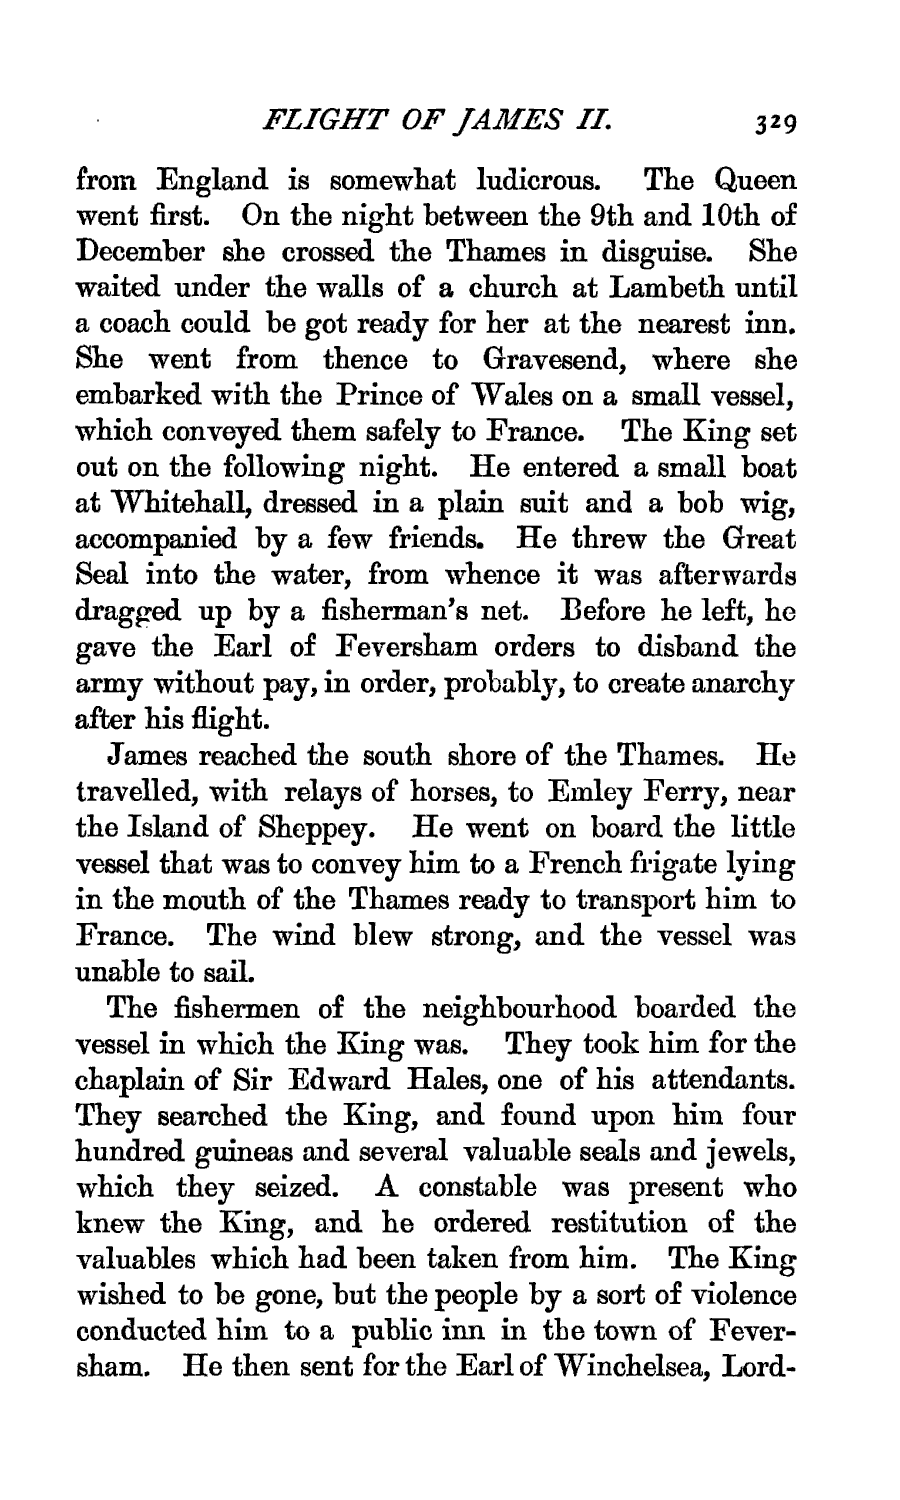 FLIGHT OF JAMES II. 329
from England is somewhat ludicrous. The Queen
went first. On the night between the 9th and 10th of
December she crossed the Thames in disguise. She
waited under the walls of a church at Lambeth until
a coach could be got ready for her at the nearest inn.
She went from thence to Gravesend, where she
embarked with the Prince of Wales on a small vessel,
which conveyed them safely to France. The King set
out on the following night. He entered a small boat
at Whitehall, dressed in a plain suit and a bob wig,
accompanied by a few friends. He threw the Great
Seal into the water, from whence it was afterwards
dragged up by a fisherman's net. Before he left, he
gave the Earl of Feversham orders to disband the
army without pay, in order, probably, to create anarchy
after his flight.
James reached the south shore of the Thames. He
travelled, with relays of horses, to Emley Ferry, near
the Island of Sheppey. He went on board the little
vessel that was to convey him to a French frigate lying
in the mouth of the Thames ready to transport him to
France. The wind blew strong, and the vessel was
unable to sail.
The fishermen of the neighbourhood boarded the
vessel in which the King was. They took him for the
chaplain of Sir Edward Hales, one of his attendants.
They searched the King, and found upon him four
hundred guineas and several valuable seals and jewels,
which they seized. A constable was present who
knew the King, and he ordered restitution of the
valuables which had been taken from him. The King
wished to be gone, but the people by a sort of violence
conducted him to a public inn in the town of Fever-
sham. He then sent for the Earl of Winchelsea, Lord-